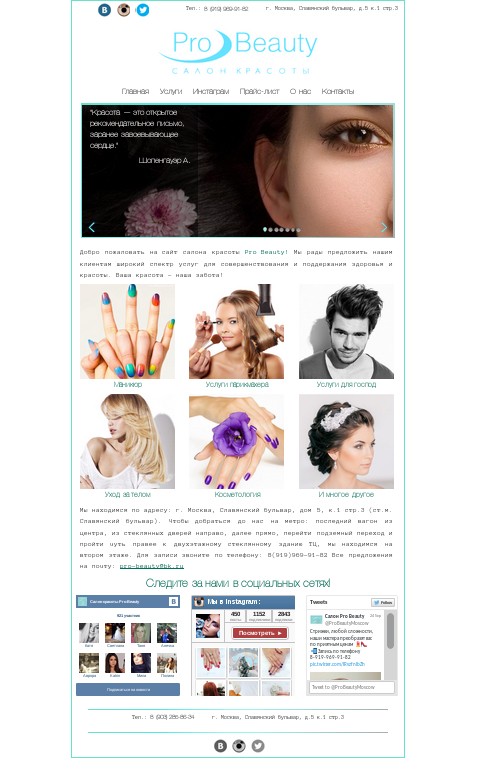 Тел.: 8 (919) 969-91-82 г. Москва, Славянский бульвар, д.5 к.1 стр.3
Pro Beauty
САЛОН КРАСОТЫ
Главная Услуги Инстаграм Прайс-лист О нас Контакты
"Красота — это открытое
рекомендательное письмо,
заранее завоевывающее
сердце."
Шопенгауэр А.
Добро пожаловать на сайт салона красоты Pro Beauty! Мы рады предложить нашим
клиентам широкий спектр услуг для совершенствования и поддержания здоровья и
красоты. Ваша красота – наша забота!
Маникюр Услуги парикмахера Услуги для господ
Уход за телом Косметология И многое другое
Мы находимся по адресу: г. Москва, Славянский бульвар, дом 5, к.1 стр.3 (ст.м.
Славянский бульвар). Чтобы добраться до нас на метро: последний вагон из
центра, из стеклянных дверей направо, далее прямо, перейти подземный переход и
пройти чуть правее к двухэтажному стеклянному здание ТЦ, мы находимся на
втором этаже. Для записи звоните по телефону: 8(919)969-91-82 Все предложения
на почту: pro-beauty@bk.ru
Следите за нами в социальных сетях!
Салон красоты Pro Beauty
Мы в Instagram:
450 1152 2843
Посмотреть
Tweets Follow
Салон Pro Beauty
@ProBeautyMoscow
Стрижки, любой сложности,
наши мастера преобразят вас
по приятным ценам
Запись по телефону
8-919-969-91-82
Tweet to @ProBeautyMoscow
Тел.: 8 (903) 286-86-34 г. Москва, Славянский бульвар, д.5 к.1 стр.3